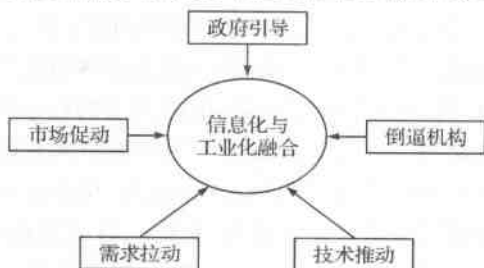 政府引导
市场促动
信息化与
工业化融合
倒逼机构
需求拉动
技术推动